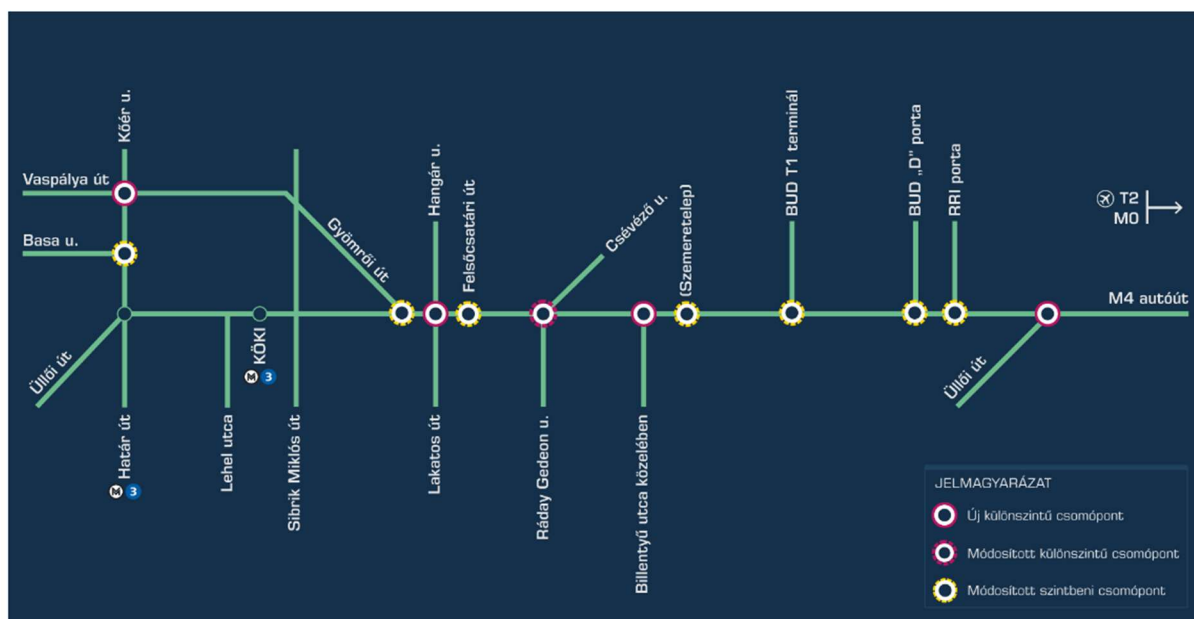 Kőér u.
Vaspálya út
Basa u.
Üllői út
Határ út
M 3
Lehel utca
KÖKI
M 3
Sibrik Miklós út
Gyömrői út
Hangár u.
Lakatos út
Felsőcsatári út
Csévéző u.
Ráday Gedeon u.
Billentyű utca közelében
(Szemeretelep)
BUD T1 terminál
BUD „D" porta
RRI porta
T2
M0
M4 autóút
Üllői út
JELMAGYARÁZAT
Új különszintű csomópont
Módosított különszintű csomópont
Módosított szintbeni csomópont